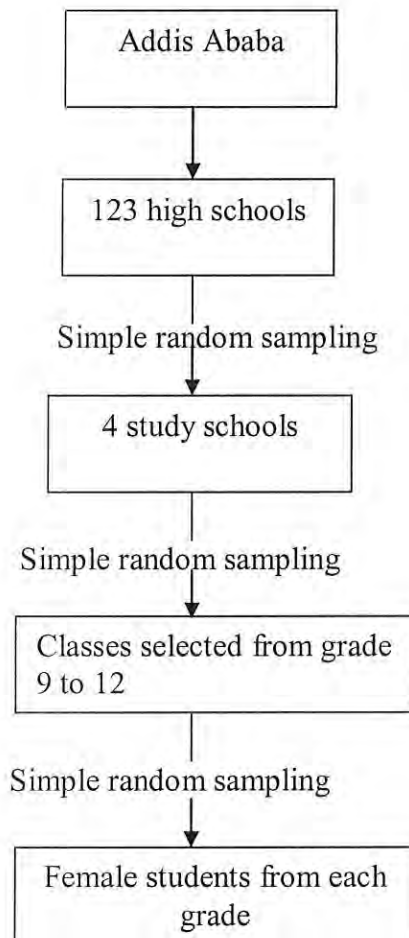 Addis Ababa
123 high schools
Simple random sampling
4 study schools
Simple random sampling
Classes selected from grade
9 to 12
Simple random sampling
Female students from each
grade